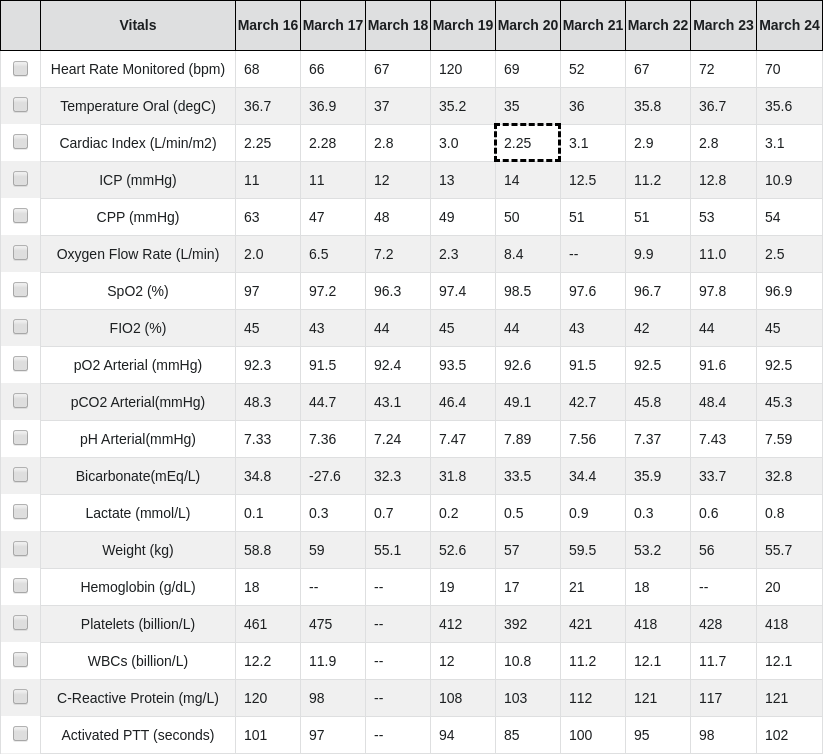 Vitals March 16 March 17 March 18 March 19 March 20 March 21 March 22 March 23 March 24
Heart Rate Monitored (bpm) 68 66 67 120 69 52 67 72 70
Temperature Oral (degC) 36.7 36.9 37 35.2 35 36 35.8 36.7 35.6
Cardiac Index (L/min/m2) 2.25 2.28 2.8 3.0 2.25 3.1 2.9 2.8 3.1
ICP (mmHg) 11 11 12 13 14 12.5 11.2 12.8 10.9
CPP (mmHg) 63 47 48 49 50 51 51 53 54
Oxygen Flow Rate (L/min) 2.0 6.5 7.2 2.3 8.4 -- 9.9 11.0 2.5
SpO2 (%) 97 97.2 96.3 97.4 98.5 97.6 96.7 97.8 96.9
FIO2 (%) 45 43 44 45 44 43 42 44 45
pO2 Arterial (mmHg) 92.3 91.5 92.4 93.5 92.6 91.5 92.5 91.6 92.5
pCO2 Arterial(mmHg) 48.3 44.7 43.1 46.4 49.1 42.7 45.8 48.4 45.3
pH Arterial(mmHg) 7.33 7.36 7.24 7.47 7.89 7.56 7.37 7.43 7.59
Bicarbonate(mEq/L) 34.8 -27.6 32.3 31.8 33.5 34.4 35.9 33.7 32.8
Lactate (mmol/L) 0.1 0.3 0.7 0.2 0.5 0.9 0.3 0.6 0.8
Weight (kg) 58.8 59 55.1 52.6 57 59.5 53.2 56 55.7
Hemoglobin (g/dL) 18 -- -- 19 17 21 18 -- 20
Platelets (billion/L) 461 475 -- 412 392 421 418 428 418
WBCs (billion/L) 12.2 11.9 -- 12 10.8 11.2 12.1 11.7 12.1
C-Reactive Protein (mg/L) 120 98 -- 108 103 112 121 117 121
Activated PTT (seconds) 101 97 -- 94 85 100 95 98 102